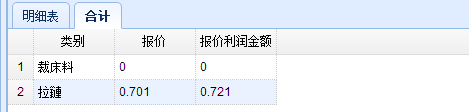 明细表 合计
类别 报价 报价利润金额
1 裁床料 0 0
2 拉鏈 0.701 0.721